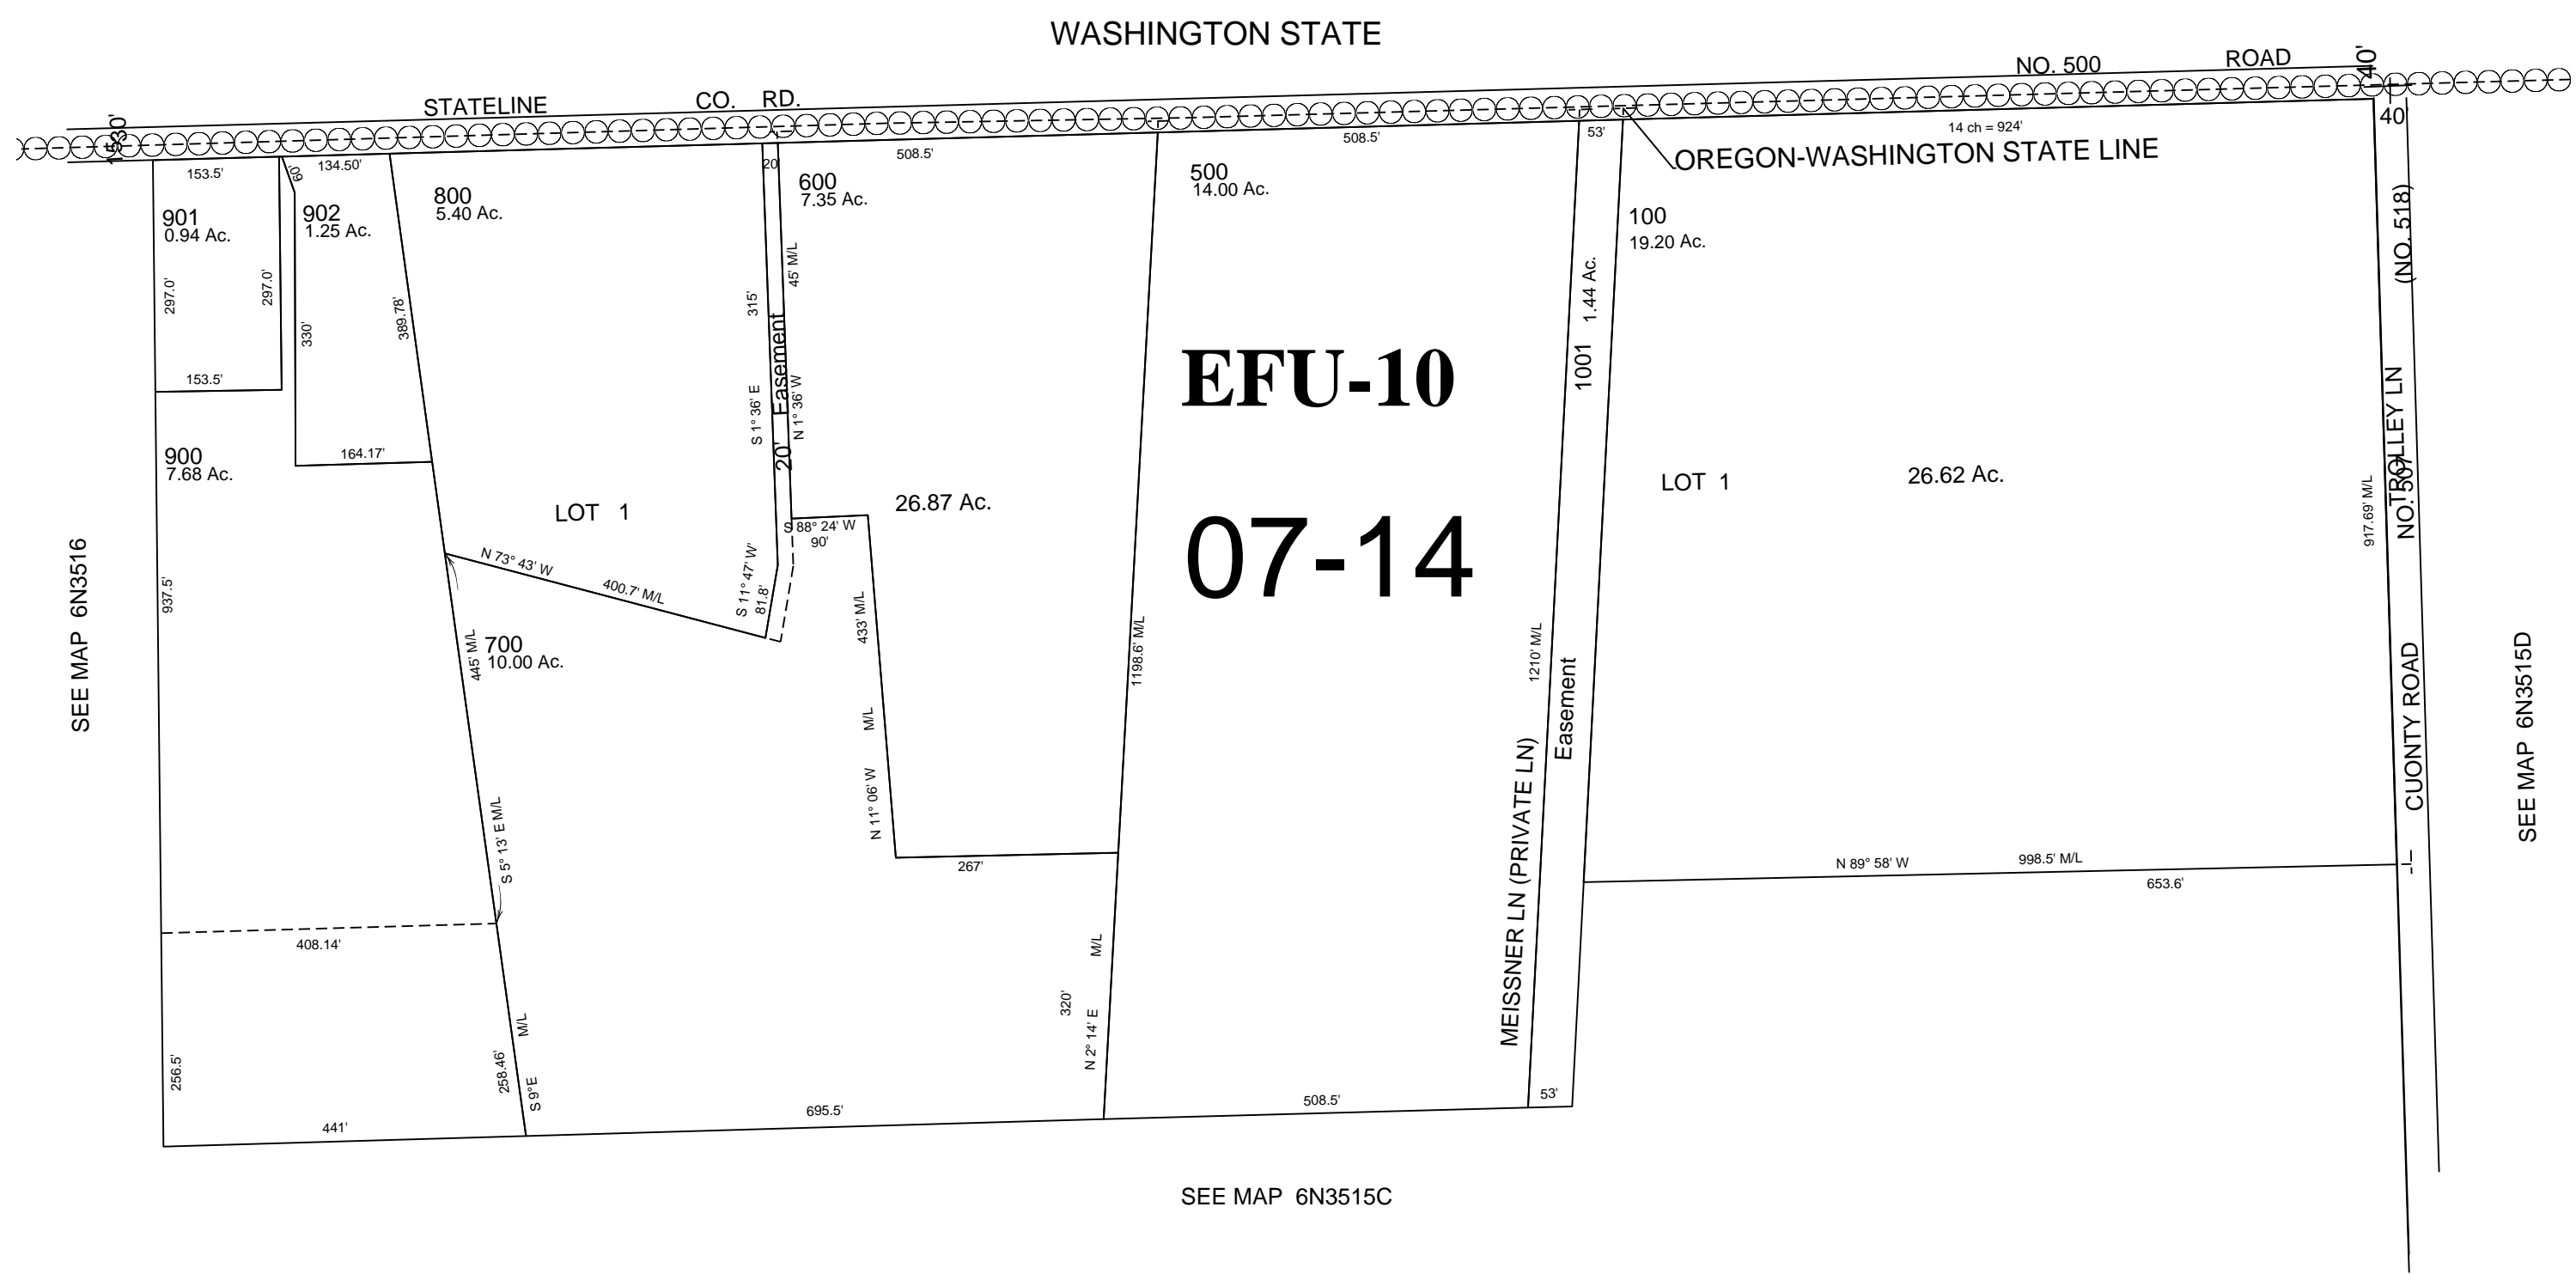 WASHINGTON STATE
STATELINE CO. RD. NO. 500 ROAD
40'
30'
40'
153.5'
60'
134.50'
20'
508.5'
508.5'
53'
14 ch = 924'
OREGON-WASHINGTON STATE LINE
901
0.94 Ac.
902
1.25 Ac.
800
5.40 Ac.
600
7.35 Ac.
500
14.00 Ac.
100
19.20 Ac.
297.0'
297.0'
330'
389.78'
315'
45' M/L
S 1° 36' E
20' Easement
N 1° 36' W
1001 1.44 Ac.
(NO. 518)
TROLLEY LN
NO. 507
CUONTY ROAD
153.5'
164.17'
900
7.68 Ac.
EFU-10
07-14
LOT 1
26.87 Ac.
LOT 1
26.62 Ac.
S 88° 24' W
90'
N 73° 43' W
400.7' M/L
S 11° 47' W'
81.8'
937.5'
917.69' M/L
SEE MAP 6N3516
700
10.00 Ac.
445' M/L
433' M/L
M/L
N 11° 06' W
1198.6' M/L
1210' M/L
Easement
MEISSNER LN (PRIVATE LN)
SEE MAP 6N3515D
S 5° 13' E M/L
267'
N 89° 58' W
998.5' M/L
653.6'
408.14'
M/L
320'
N 2° 14' E
256.5'
M/L
258.46'
S 9°E
441'
695.5'
508.5'
53'
SEE MAP 6N3515C